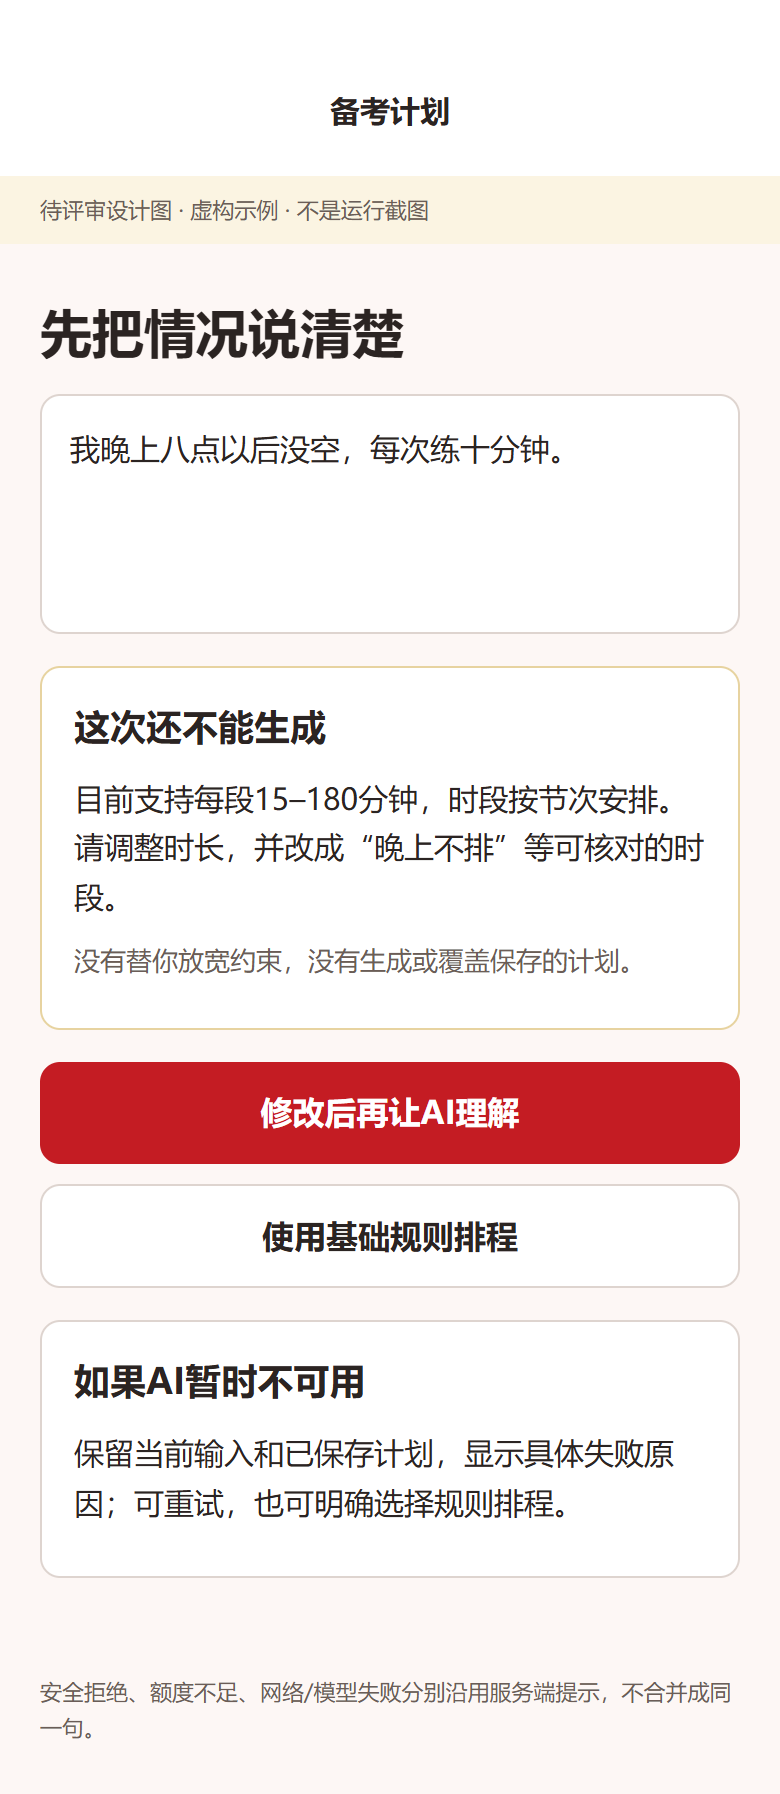 备考计划
待评审设计图 · 虚构示例 · 不是运行截图
先把情况说清楚
我晚上八点以后没空，每次练十分钟。
这次还不能生成
目前支持每段15–180分钟，时段按节次安排。
请调整时长，并改成“晚上不排”等可核对的时
段。
没有替你放宽约束，没有生成或覆盖保存的计划。
修改后再让AI理解
使用基础规则排程
如果AI暂时不可用
保留当前输入和已保存计划，显示具体失败原
因；可重试，也可明确选择规则排程。
安全拒绝、额度不足、网络/模型失败分别沿用服务端提示，不合并成同
一句。